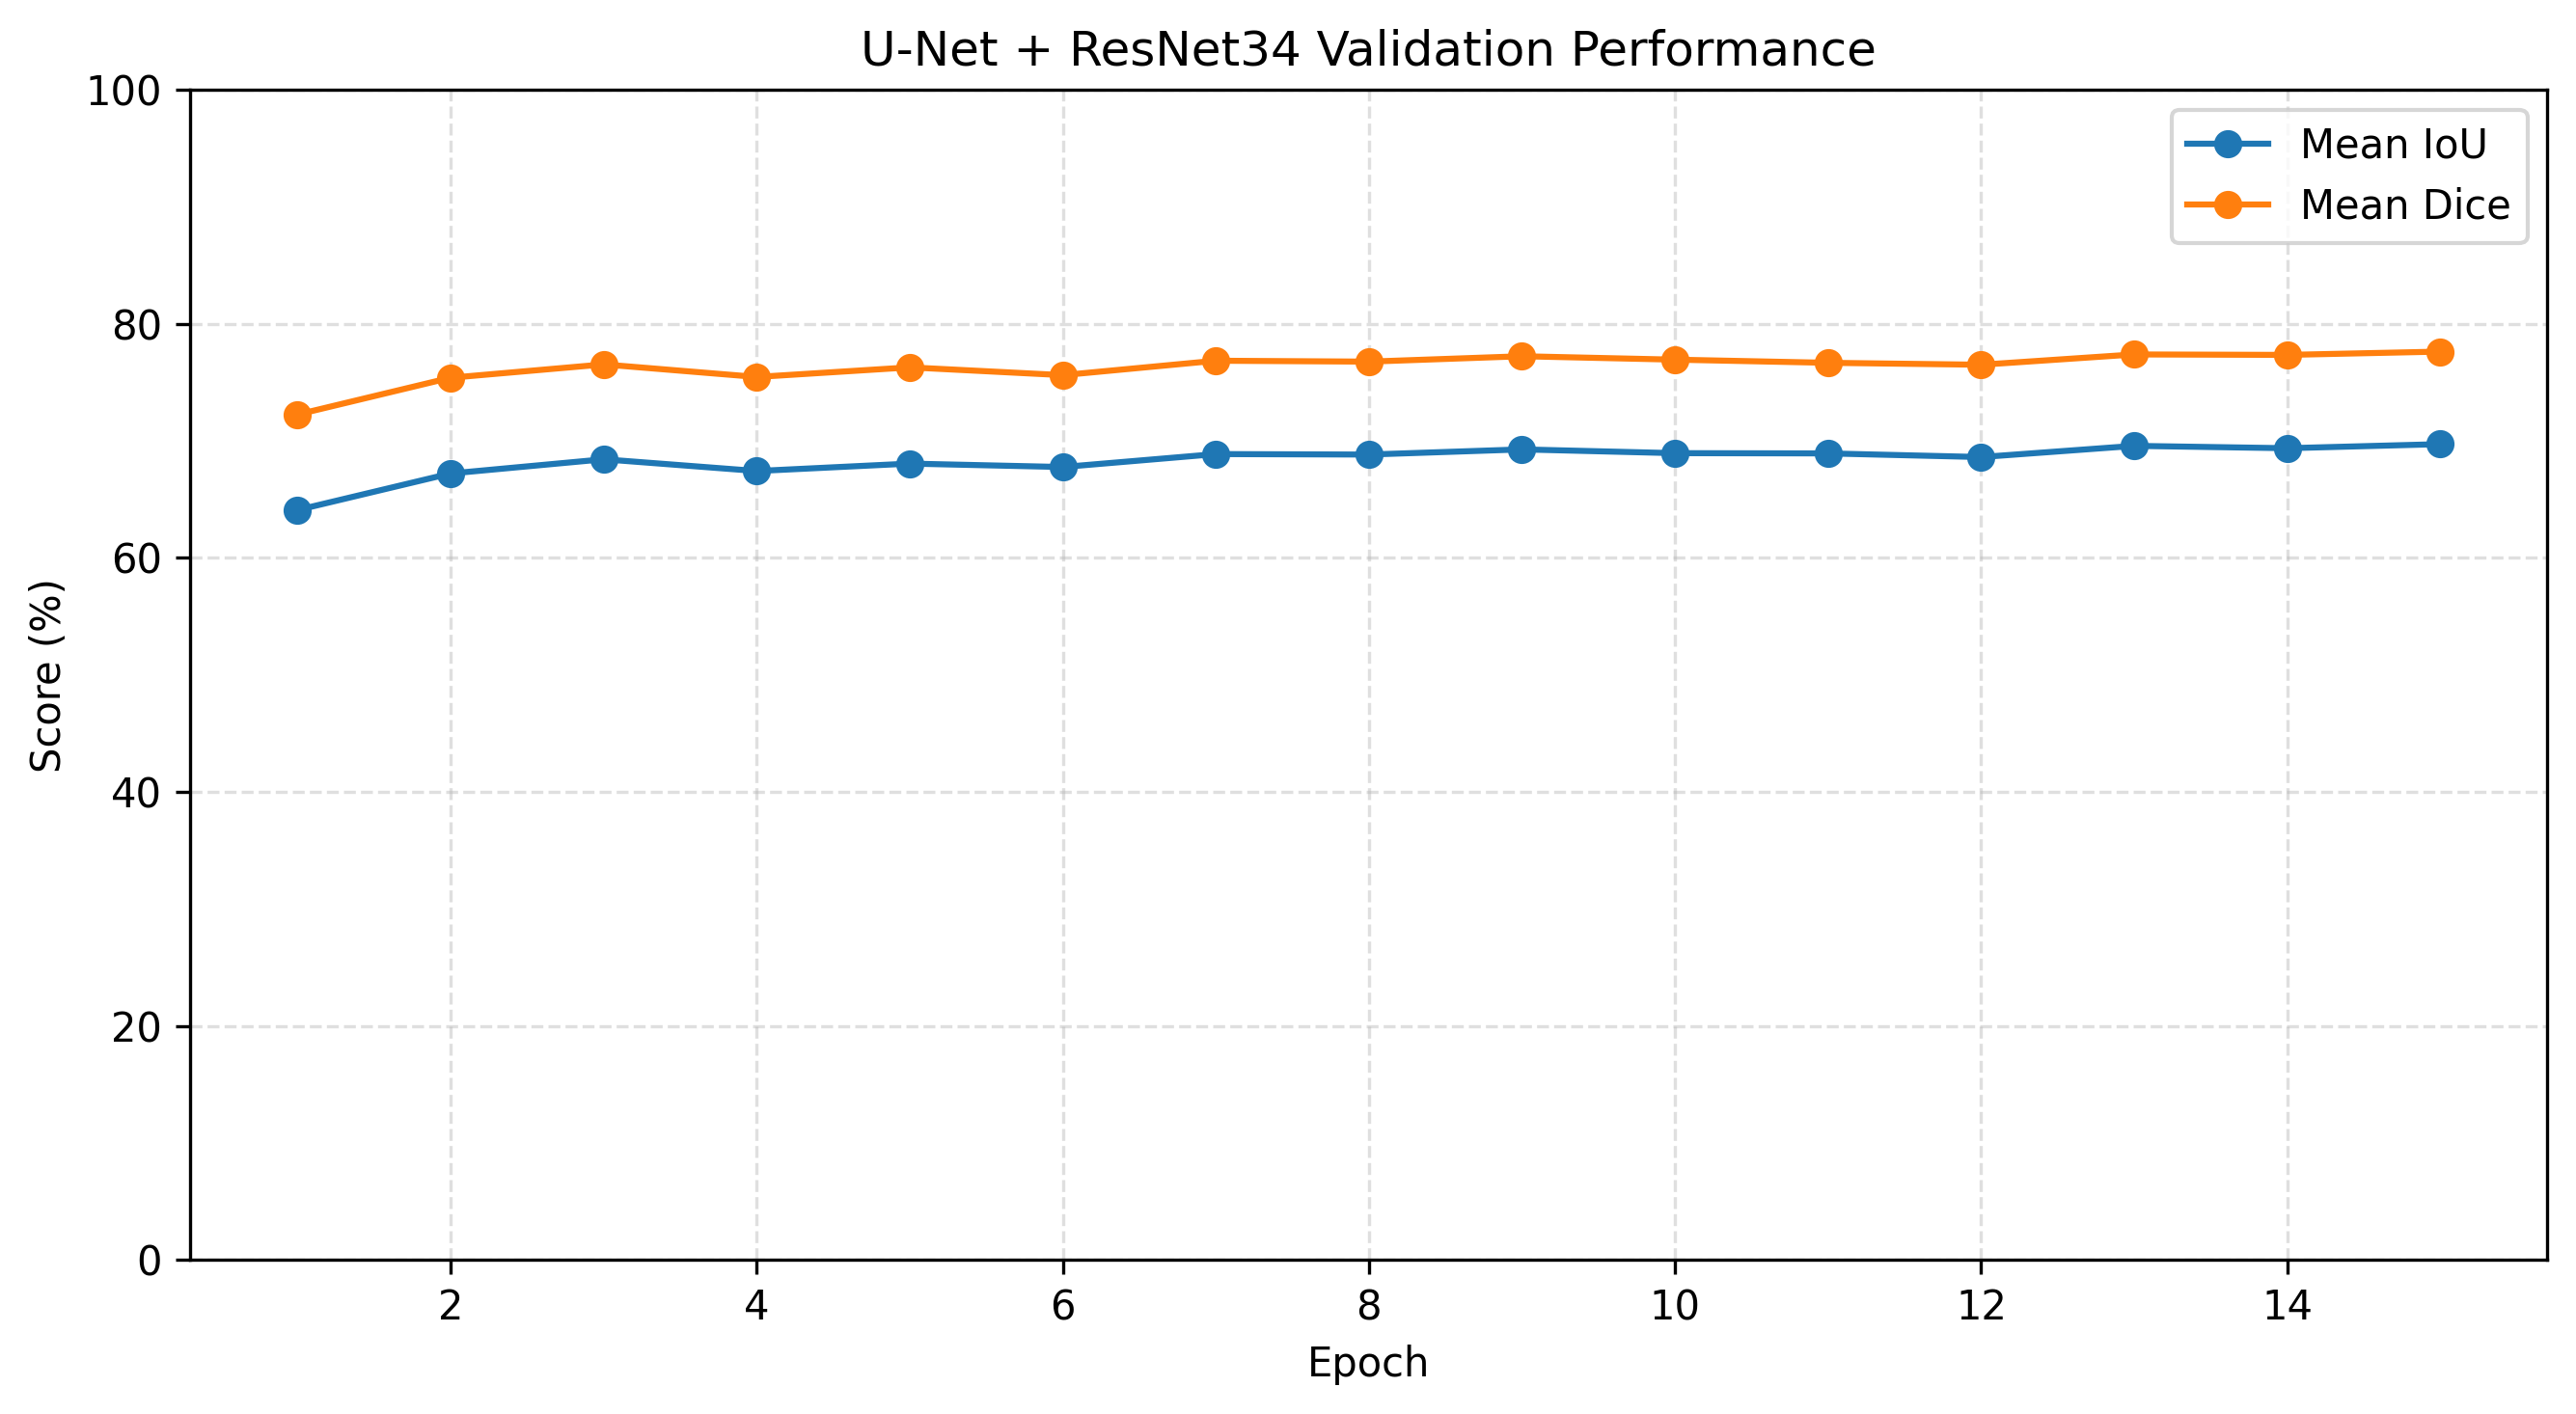 U-Net + ResNet34 Validation Performance
100
80
60
40
20
0
Score (%)
Mean IoU
Mean Dice
2 4 6 8 10 12 14
Epoch